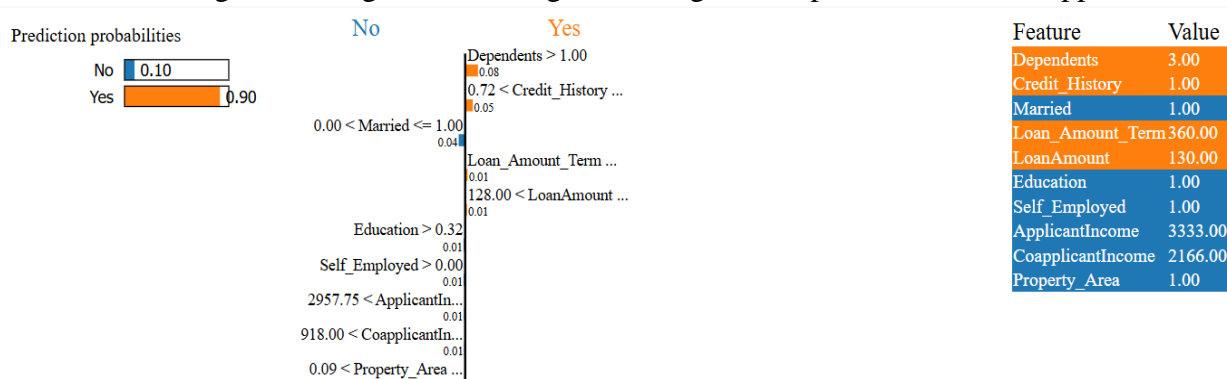 Prediction probabilities
No 0.10
Yes 0.90
No Yes
Dependents > 1.00
0.08
0.72 < Credit_History ...
0.05
0.00 < Married <= 1.00
0.04
Loan_Amount_Term ...
0.01
128.00 < LoanAmount ...
0.01
Education > 0.32
0.01
Self_Employed > 0.00
0.01
2957.75 < ApplicantIn...
0.01
918.00 < CoapplicantIn...
0.01
0.09 < Property_Area ...
Feature Value
Dependents 3.00
Credit_History 1.00
Married 1.00
Loan_Amount_Term 360.00
LoanAmount 130.00
Education 1.00
Self_Employed 1.00
ApplicantIncome 3333.00
CoapplicantIncome 2166.00
Property_Area 1.00